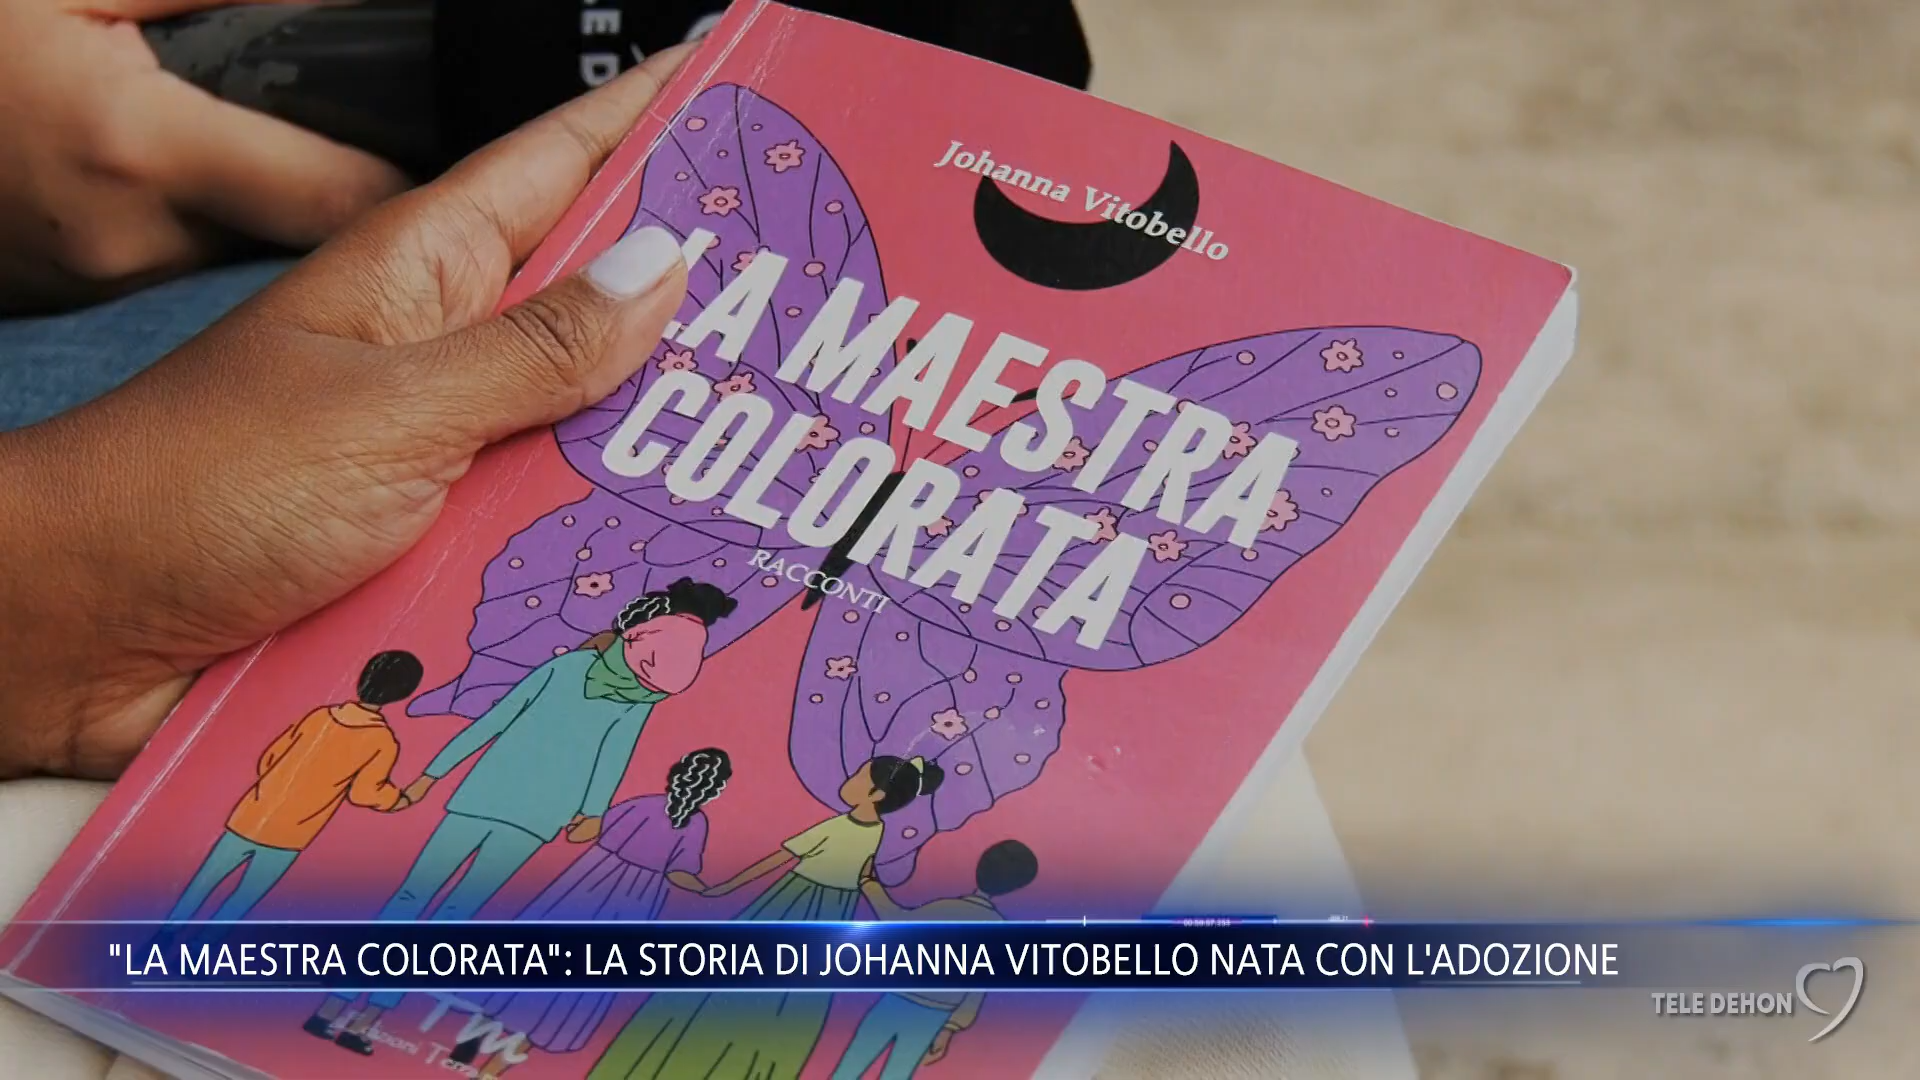 Johanna Vitobello
LA MAESTRA
COLORATA
RACCONTI
"LA MAESTRA COLORATA": LA STORIA DI JOHANNA VITOBELLO NATA CON L'ADOZIONE
TELE DEHON
Tm